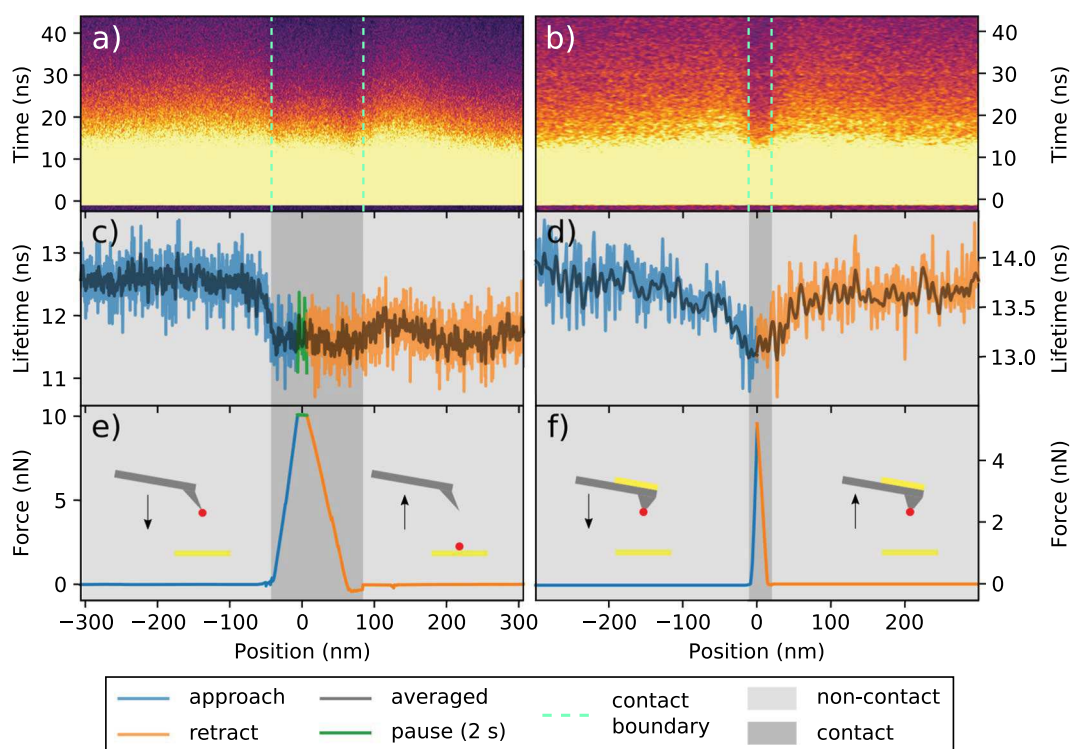 a)
40
30
20
10
0
Time (ns)
b)
40
30
20
10
0
Time (ns)
c)
13
12
11
Lifetime (ns)
d)
14.0
13.5
13.0
Lifetime (ns)
e)
10
5
0
Force (nN)
f)
4
2
0
Force (nN)
−300 −200 −100 0 100 200 300
Position (nm)
−200 −100 0 100 200
Position (nm)
approach averaged contact boundary non-contact
retract pause (2 s) contact